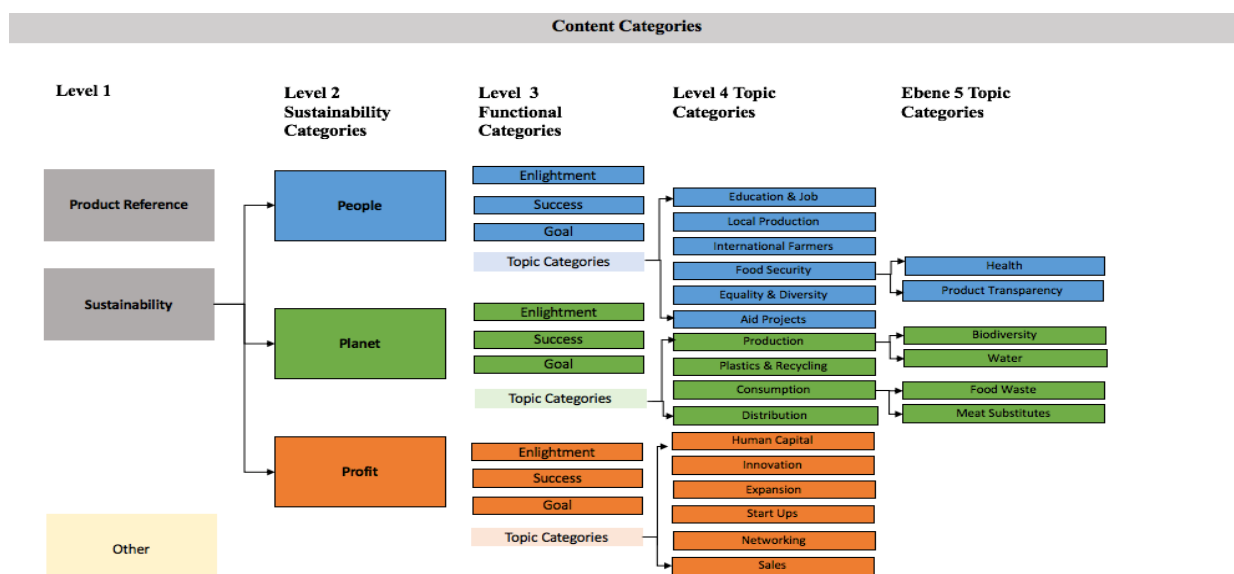 Content Categories
Level 1
Level 2
Sustainability
Categories
Level 3
Functional
Categories
Level 4 Topic
Categories
Ebene 5 Topic
Categories
Product Reference
Sustainability
Other
People
Planet
Profit
Enlightment
Success
Goal
Topic Categories
Enlightment
Success
Goal
Topic Categories
Enlightment
Success
Goal
Topic Categories
Education & Job
Local Production
International Farmers
Food Security
Equality & Diversity
Aid Projects
Production
Plastics & Recycling
Consumption
Distribution
Human Capital
Innovation
Expansion
Start Ups
Networking
Sales
Health
Product Transparency
Biodiversity
Water
Food Waste
Meat Substitutes